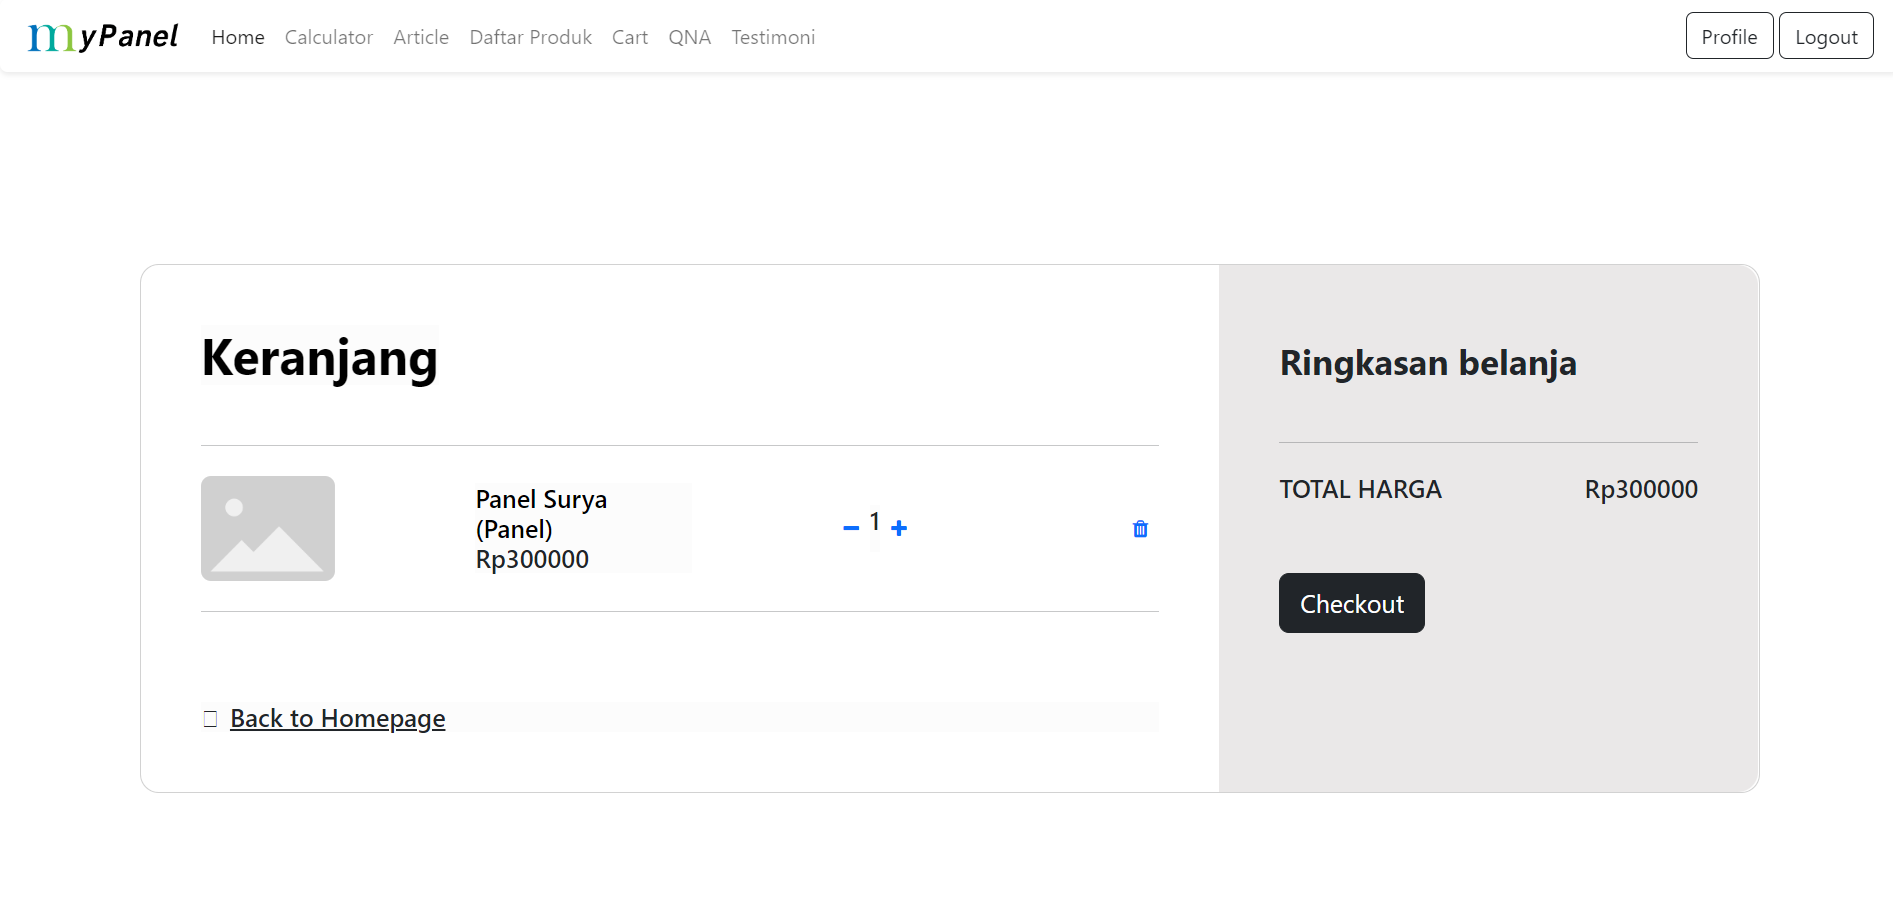 myPanel Home Calculator Article Daftar Produk Cart QNA Testimoni Profile Logout
Keranjang
Panel Surya
(Panel)
Rp300000
1
Back to Homepage
Ringkasan belanja
TOTAL HARGA Rp300000
Checkout